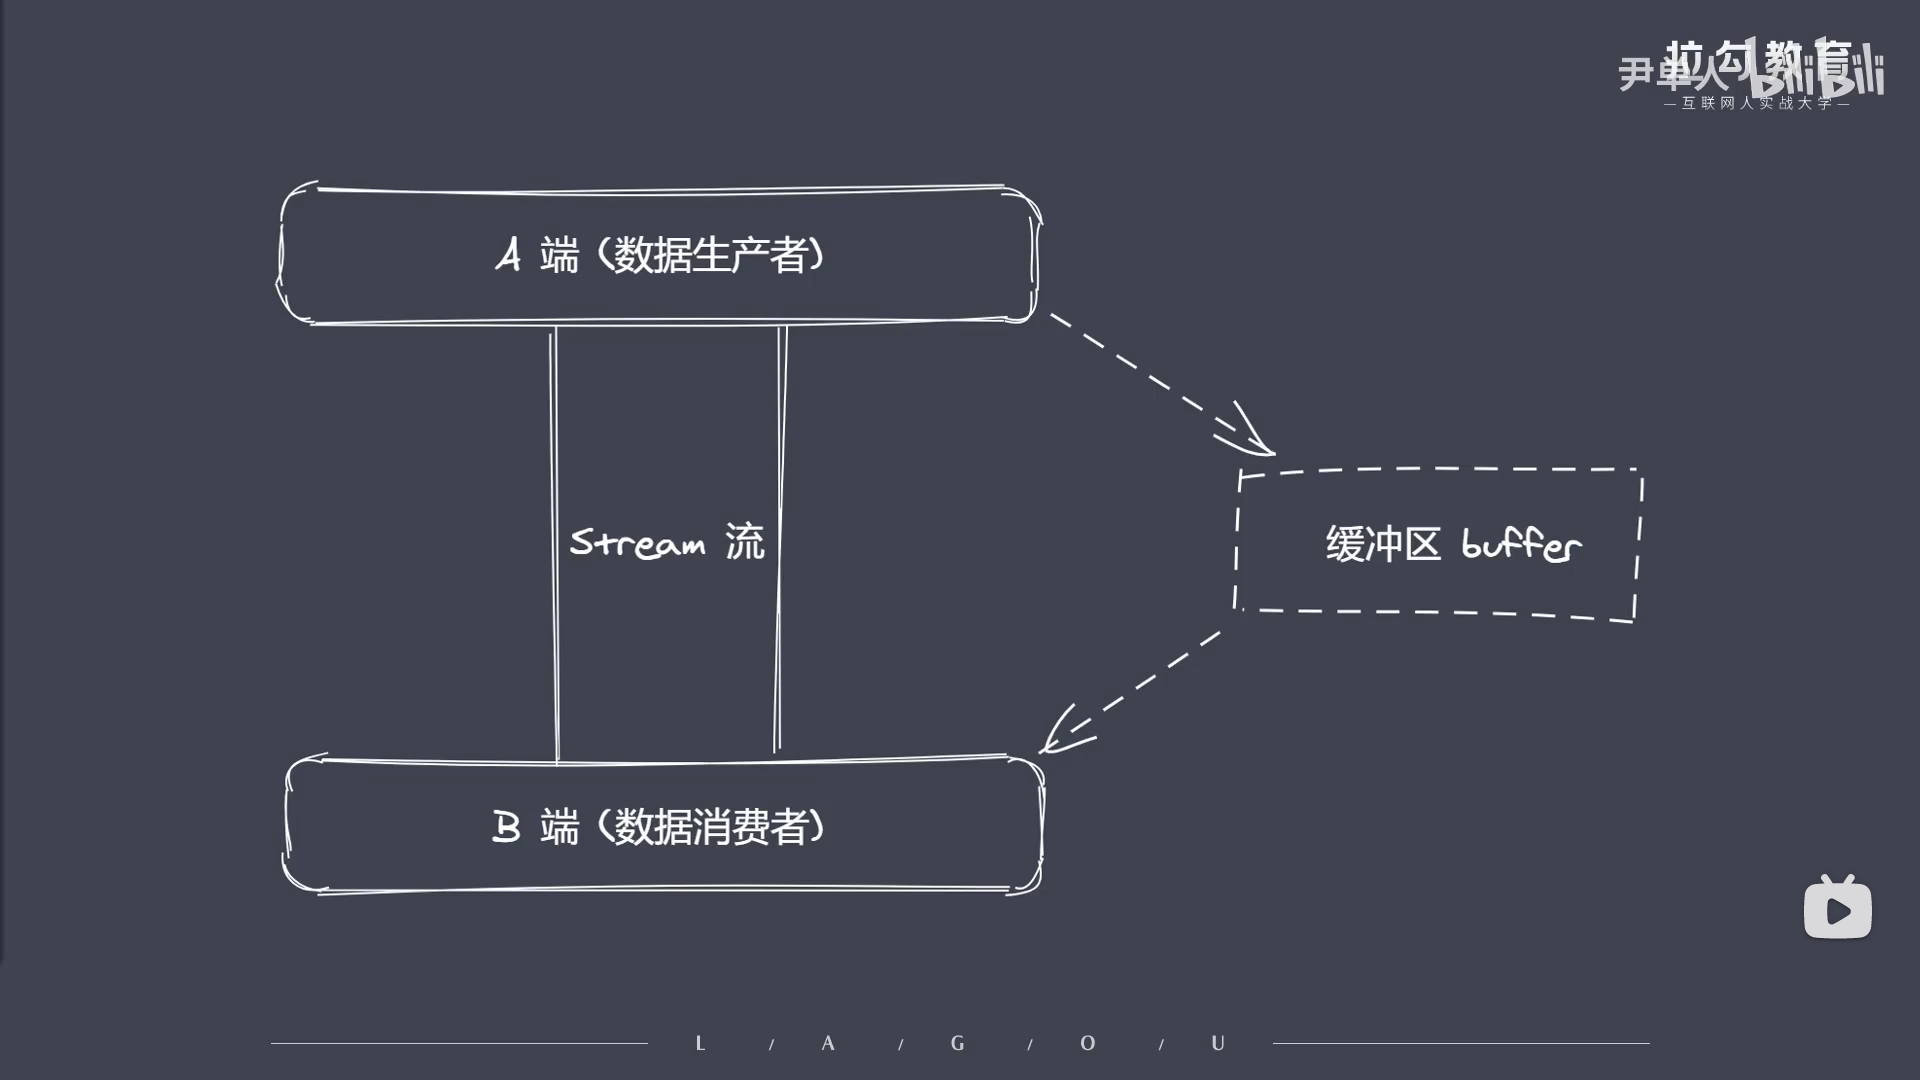 拉勾教育
尹单人
bilibili
—互联网人实战大学—
A 端（数据生产者）
Stream 流
缓冲区 buffer
B 端（数据消费者）
L / A / G / O / U